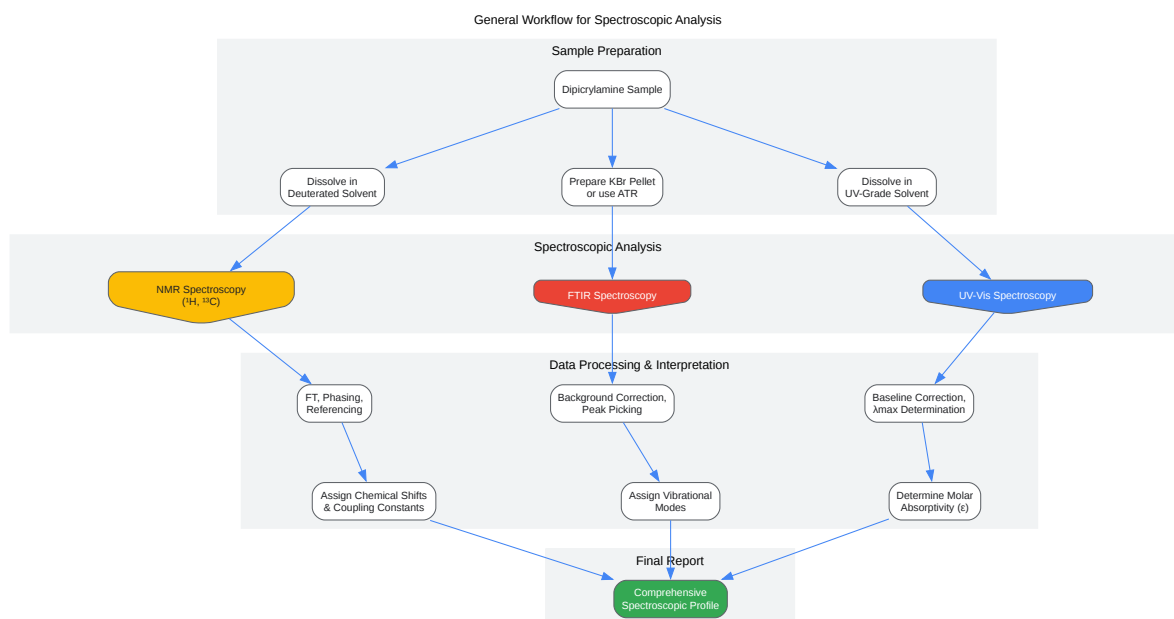 General Workflow for Spectroscopic Analysis
Sample Preparation
Dipicrylamine Sample
Dissolve in
Deuterated Solvent
Prepare KBr Pellet
or use ATR
Dissolve in
UV-Grade Solvent
Spectroscopic Analysis
NMR Spectroscopy
(¹H, ¹³C)
FTIR Spectroscopy
UV-Vis Spectroscopy
Data Processing & Interpretation
FT, Phasing,
Referencing
Background Correction,
Peak Picking
Baseline Correction,
λmax Determination
Assign Chemical Shifts
& Coupling Constants
Assign Vibrational
Modes
Determine Molar
Absorptivity (ε)
Final Report
Comprehensive
Spectroscopic Profile